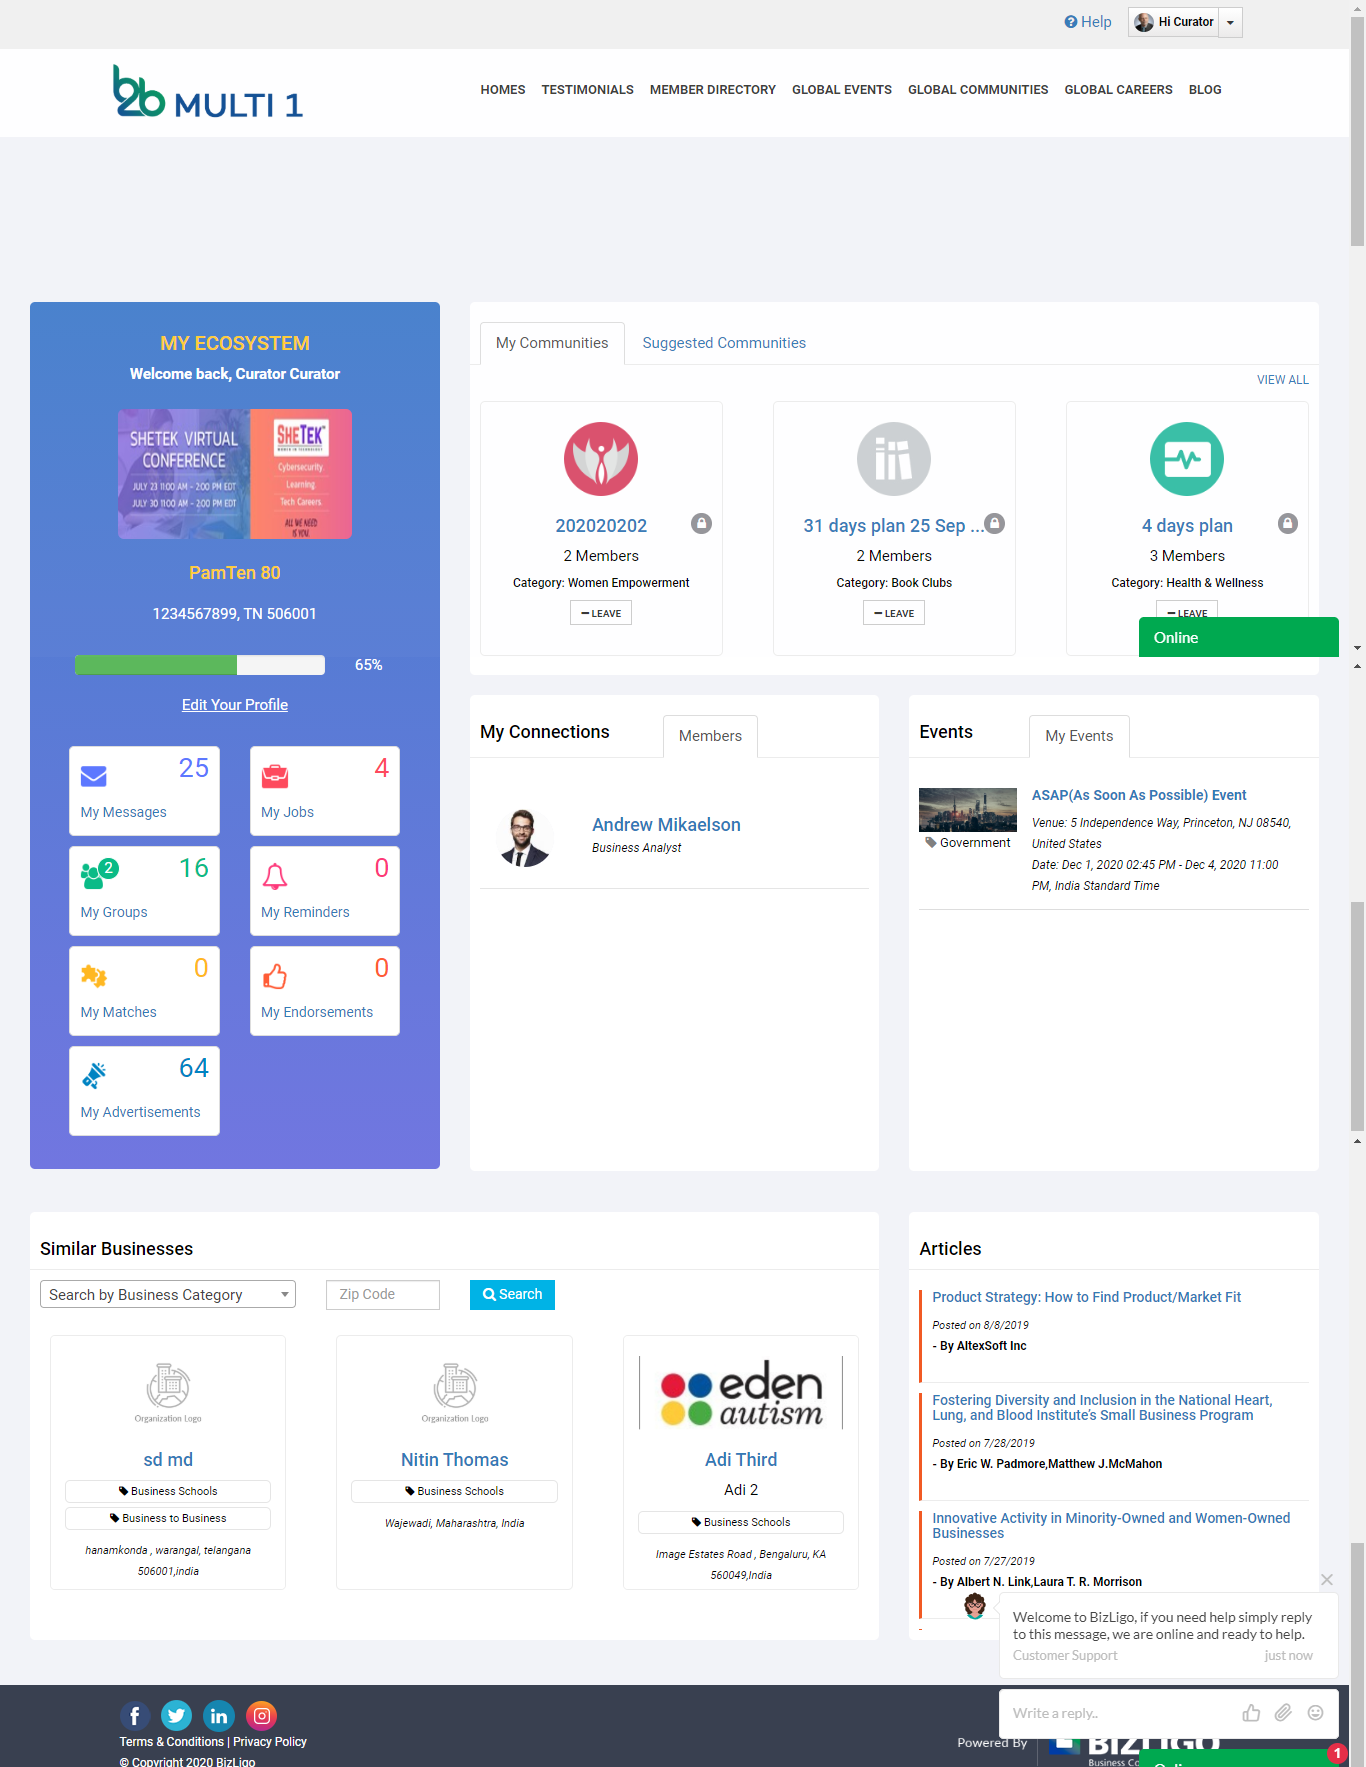 Help
Hi Curator
b2b MULTI 1
HOMES TESTIMONIALS MEMBER DIRECTORY GLOBAL EVENTS GLOBAL COMMUNITIES GLOBAL CAREERS BLOG
MY ECOSYSTEM
Welcome back, Curator Curator
SHETEK VIRTUAL
CONFERENCE
JULY 23 11:00 AM - 2:00 PM EDT
JULY 30 11:00 AM - 2:00 PM EDT
SHETEK
WOMEN IN TECHNOLOGY
Cybersecurity
Learning
Tech Careers
ALL WE NEED
IS YOU
PamTen 80
1234567899, TN 506001
65%
Edit Your Profile
25
My Messages
4
My Jobs
2
16
My Groups
0
My Reminders
0
My Matches
0
My Endorsements
64
My Advertisements
My Communities
Suggested Communities
VIEW ALL
202020202
2 Members
Category: Women Empowerment
LEAVE
31 days plan 25 Sep ...
2 Members
Category: Book Clubs
LEAVE
4 days plan
3 Members
Category: Health & Wellness
LEAVE
Online
My Connections
Members
Andrew Mikaelson
Business Analyst
Events
My Events
Government
ASAP(As Soon As Possible) Event
Venue: 5 Independence Way, Princeton, NJ 08540,
United States
Date: Dec 1, 2020 02:45 PM - Dec 4, 2020 11:00
PM, India Standard Time
Similar Businesses
Search by Business Category
Zip Code
Search
Organization Logo
sd md
Business Schools
Business to Business
hanamkonda , warangal, telangana
506001,india
Organization Logo
Nitin Thomas
Business Schools
Wajewadi, Maharashtra, India
eden
autism
Adi Third
Adi 2
Business Schools
Image Estates Road , Bengaluru, KA
560049,India
Articles
Product Strategy: How to Find Product/Market Fit
Posted on 8/8/2019
- By AltexSoft Inc
Fostering Diversity and Inclusion in the National Heart,
Lung, and Blood Institute's Small Business Program
Posted on 7/28/2019
- By Eric W. Padmore,Matthew J.McMahon
Innovative Activity in Minority-Owned and Women-Owned
Businesses
Posted on 7/27/2019
- By Albert N. Link,Laura T. R. Morrison
Welcome to BizLigo, if you need help simply reply
to this message, we are online and ready to help.
Customer Support
just now
Write a reply..
1
Terms & Conditions | Privacy Policy
© Copyright 2020 BizLigo
Powered By
BIZLIGO
Business
Online